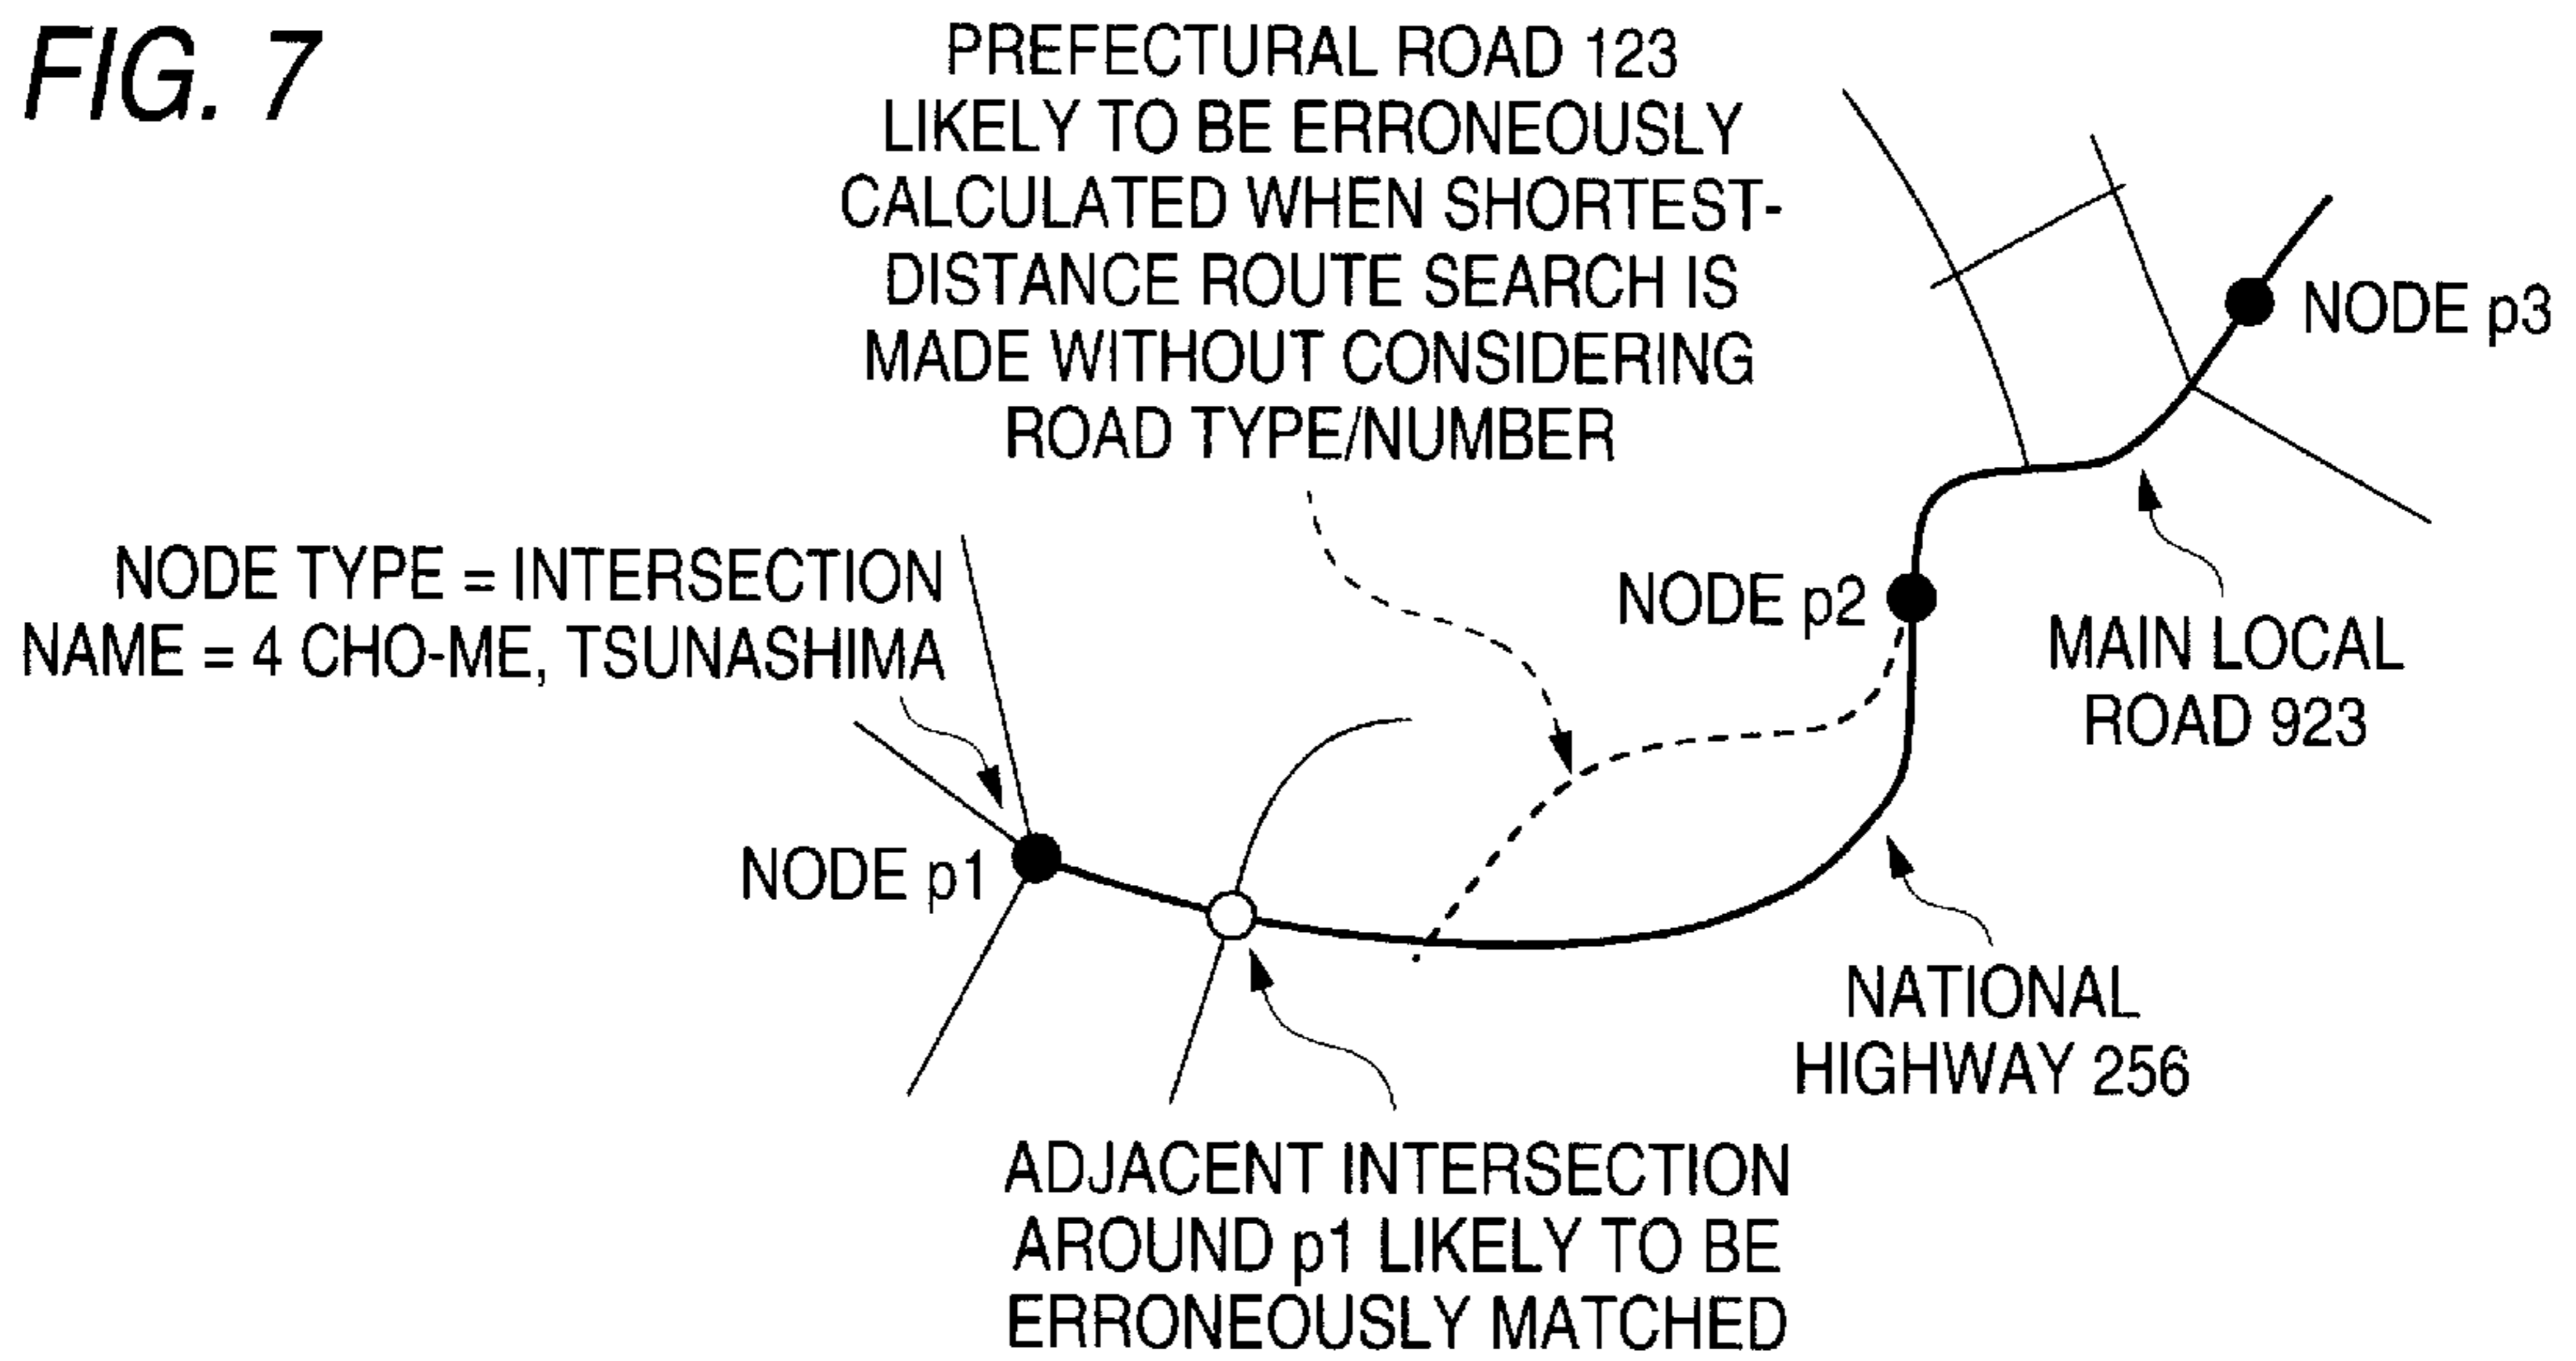 FIG. 7
PREFECTURAL ROAD 123
LIKELY TO BE ERRONEOUSLY
CALCULATED WHEN SHORTEST-
DISTANCE ROUTE SEARCH IS
MADE WITHOUT CONSIDERING
ROAD TYPE/NUMBER
NODE p3
NODE TYPE = INTERSECTION
NAME = 4 CHO-ME, TSUNASHIMA
NODE p2
MAIN LOCAL
ROAD 923
NODE p1
NATIONAL
HIGHWAY 256
ADJACENT INTERSECTION
AROUND p1 LIKELY TO BE
ERRONEOUSLY MATCHED